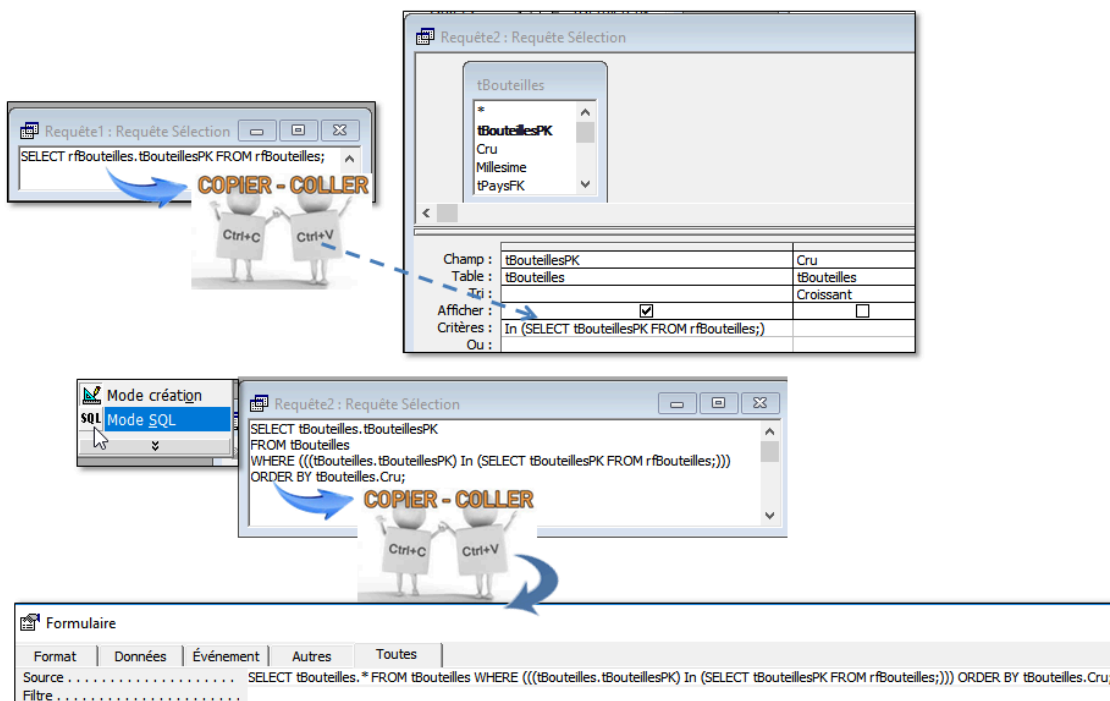 Requête1 : Requête Sélection
SELECT rfBouteilles.tBouteillesPK FROM rfBouteilles;
COPIER - COLLER
Ctrl+C Ctrl+V
Requête2 : Requête Sélection
tBouteilles
*
tBouteillesPK
Cru
Millesime
tPaysFK
Champ : tBouteillesPK Cru
Table : tBouteilles tBouteilles
Tri : Croissant
Afficher :
Critères : In (SELECT tBouteillesPK FROM rfBouteilles;)
Ou :
Mode création
SQL Mode SQL
Requête2 : Requête Sélection
SELECT tBouteilles.tBouteillesPK
FROM tBouteilles
WHERE (((tBouteilles.tBouteillesPK) In (SELECT tBouteillesPK FROM rfBouteilles;)))
ORDER BY tBouteilles.Cru;
COPIER - COLLER
Ctrl+C Ctrl+V
Formulaire
Format Données Événement Autres Toutes
Source . . . . . . . . . . . . . . . . . . . . . SELECT tBouteilles.* FROM tBouteilles WHERE (((tBouteilles.tBouteillesPK) In (SELECT tBouteillesPK FROM rfBouteilles;))) ORDER BY tBouteilles.Cru;
Filtre . . . . . . . . . . . . . . . . . . . . . . .